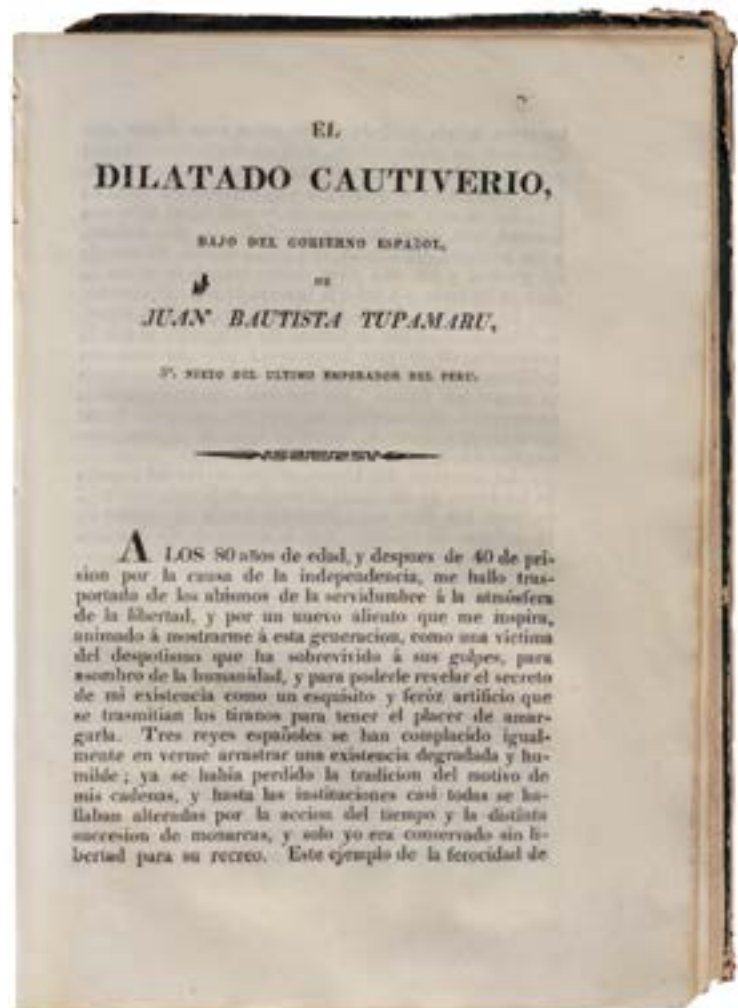 EL
DILATADO CAUTIVERIO,
BAJO DEL GOBIERNO ESPAÑOL,
DE
JUAN BAUTISTA TUPAMARU,
5º. NIETO DEL ULTIMO EMPERADOR DEL PERU.
A LOS 80 años de edad, y despues de 40 de pri-
sion por la causa de la independencia, me hallo tras-
portado de los abismos de la servidumbre á la atmósfera
de la libertad, y por un nuevo aliento que me inspira,
animado á mostrarme á esta generacion, como una victima
del despotismo que ha sobrevivido á sus golpes, para
asombro de la humanidad, y para poderle revelar el secreto
de mi existencia como un esquisito y feróz artificio que
se trasmitian los tiranos para tener el placer de amar-
garla. Tres reyes españoles se han complacido igual-
mente en verme arrastrar una existencia degradada y hu-
milde; ya se habia perdido la tradicion del motivo de
mis cadenas, y hasta las instituciones casi todas se ha-
llaban alteradas por la accion del tiempo y la distinta
succesion de monarcas, y solo yo era conservado sin li-
bertad para su recreo. Este ejemplo de la ferocidad de